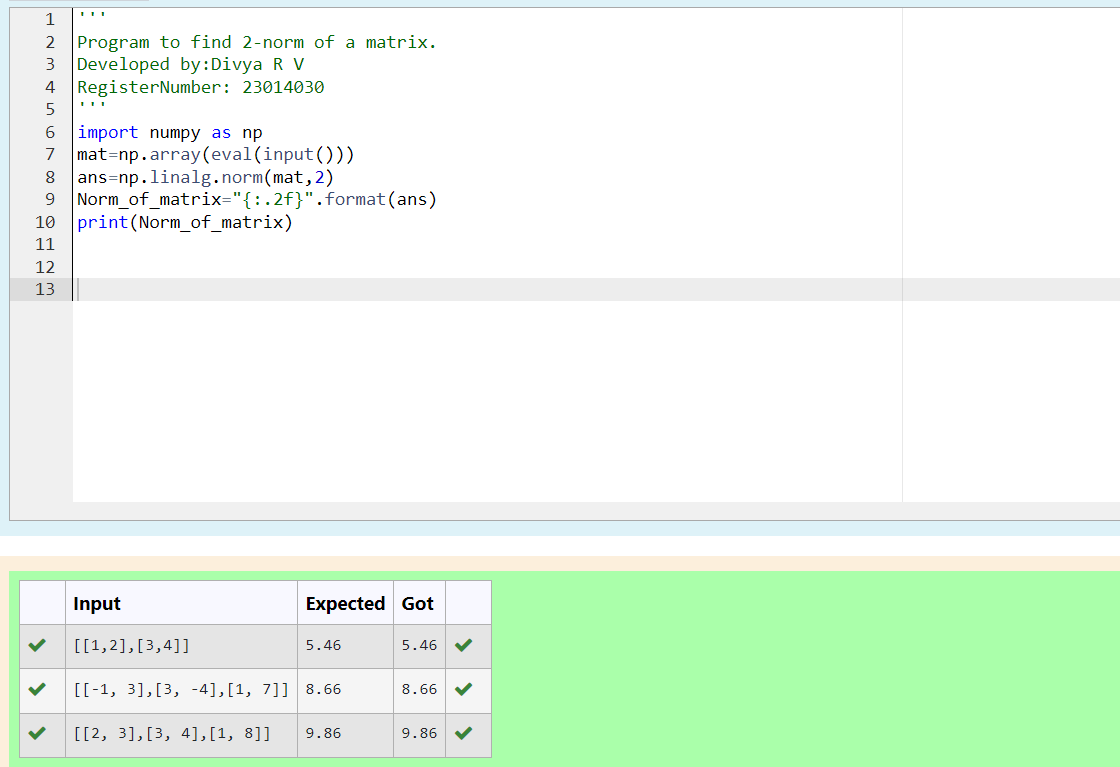 1 '''
2 Program to find 2-norm of a matrix.
3 Developed by:Divya R V
4 RegisterNumber: 23014030
5 '''
6 import numpy as np
7 mat=np.array(eval(input()))
8 ans=np.linalg.norm(mat,2)
9 Norm_of_matrix="{:.2f}".format(ans)
10 print(Norm_of_matrix)
11
12
13
Input Expected Got
[[1,2],[3,4]] 5.46 5.46
[[-1, 3],[3, -4],[1, 7]] 8.66 8.66
[[2, 3],[3, 4],[1, 8]] 9.86 9.86